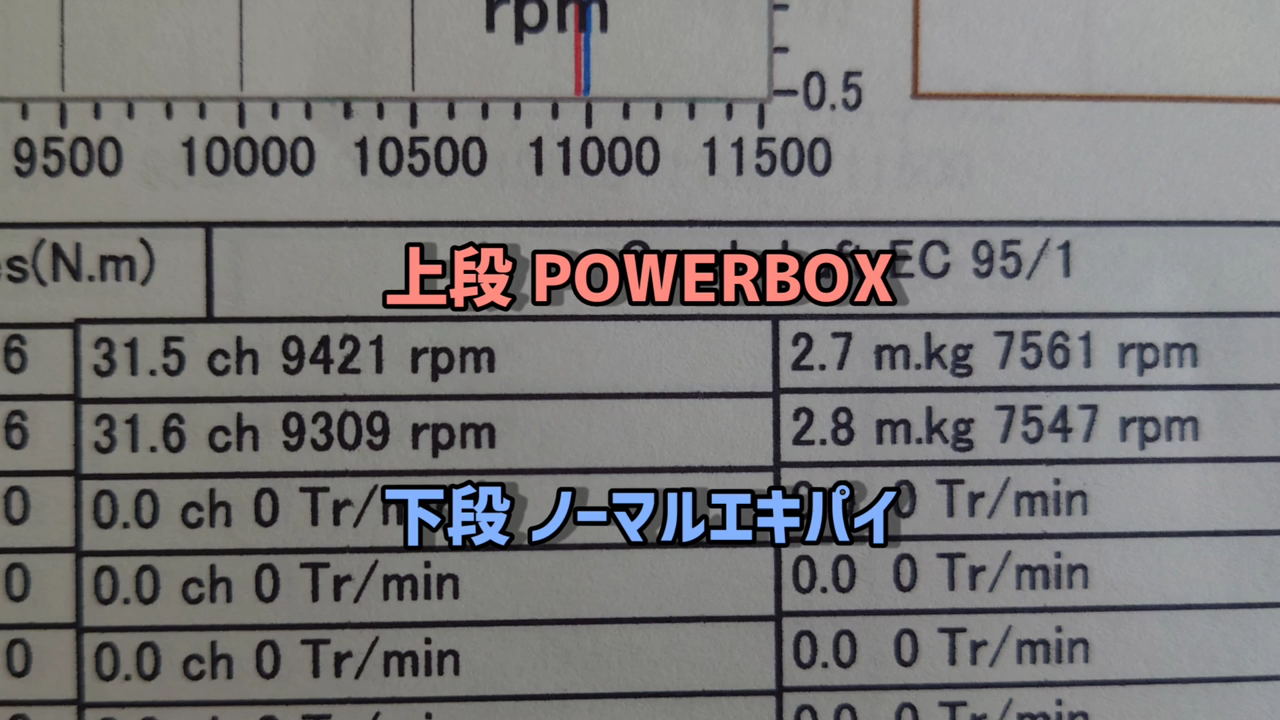 rpm
-0.5
9500 10000 10500 11000 11500
(N.m) EC 95/1
上段 POWERBOX
6 31.5 ch 9421 rpm 2.7 m.kg 7561 rpm
6 31.6 ch 9309 rpm 2.8 m.kg 7547 rpm
0 0.0 ch 0 0 Tr/min
下段 ノーマルエキパイ
0 0.0 ch 0 Tr/min 0.0 0 Tr/min
0 0.0 ch 0 Tr/min 0.0 0 Tr/min